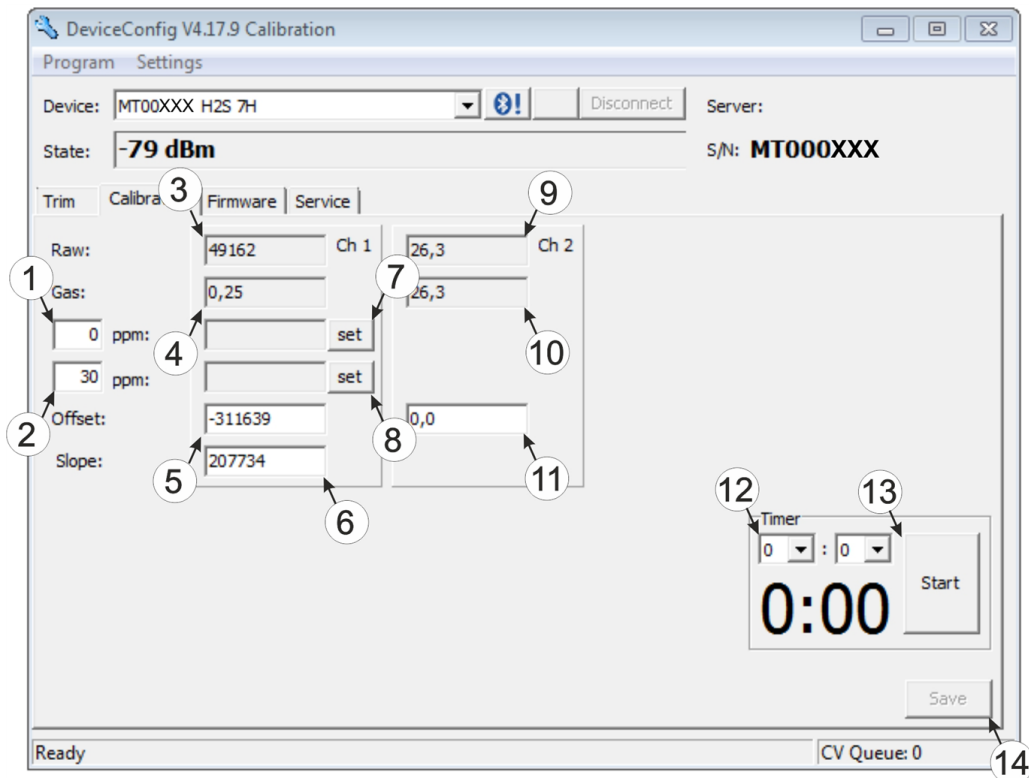 DeviceConfig V4.17.9 Calibration
Program Settings
Device: MT00XXX H2S 7H Disconnect Server:
State: -79 dBm S/N: MT000XXX
Trim Calibra 3 Firmware Service 9
Raw: 49162 Ch 1 26,3 Ch 2
1 Gas: 0,25 7 26,3
0 ppm: 4 set 10
30 ppm: set
2 Offset: -311639 8 0,0
Slope: 5 207734 11
6 12 13
Timer
0 : 0
0:00 Start
Save
Ready CV Queue: 0 14